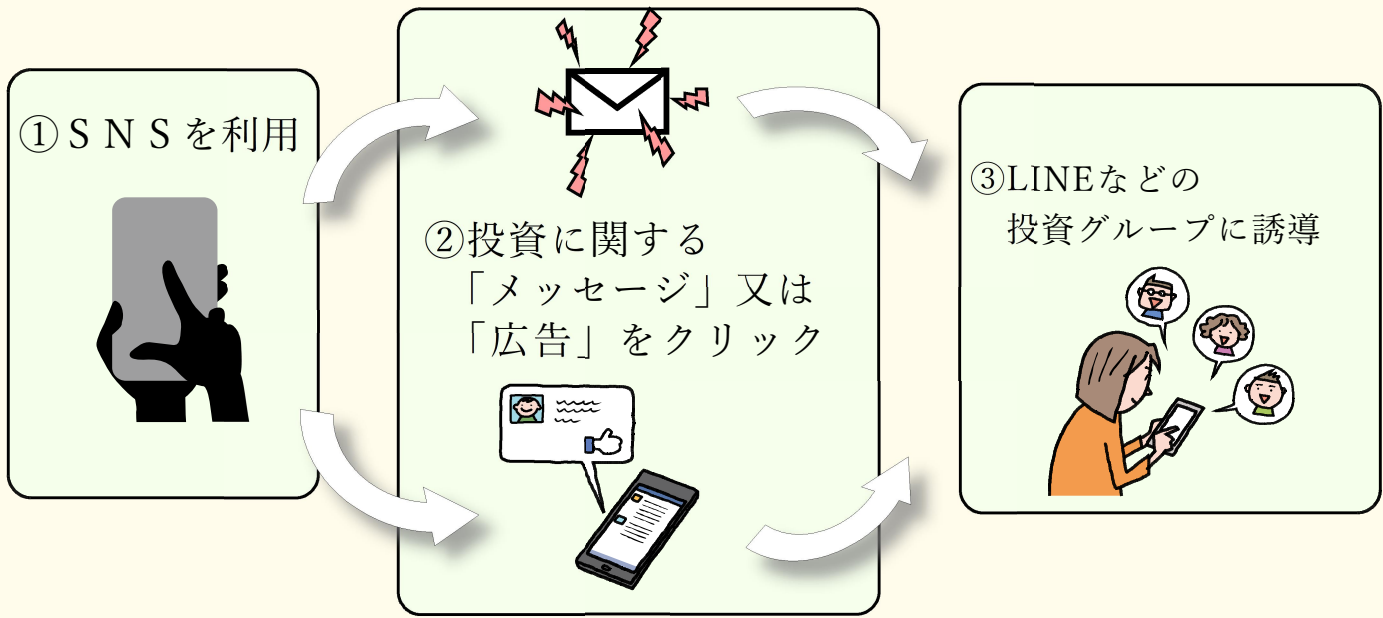 ①ＳＮＳを利用
②投資に関する
「メッセージ」又は
「広告」をクリック
③LINEなどの
投資グループに誘導